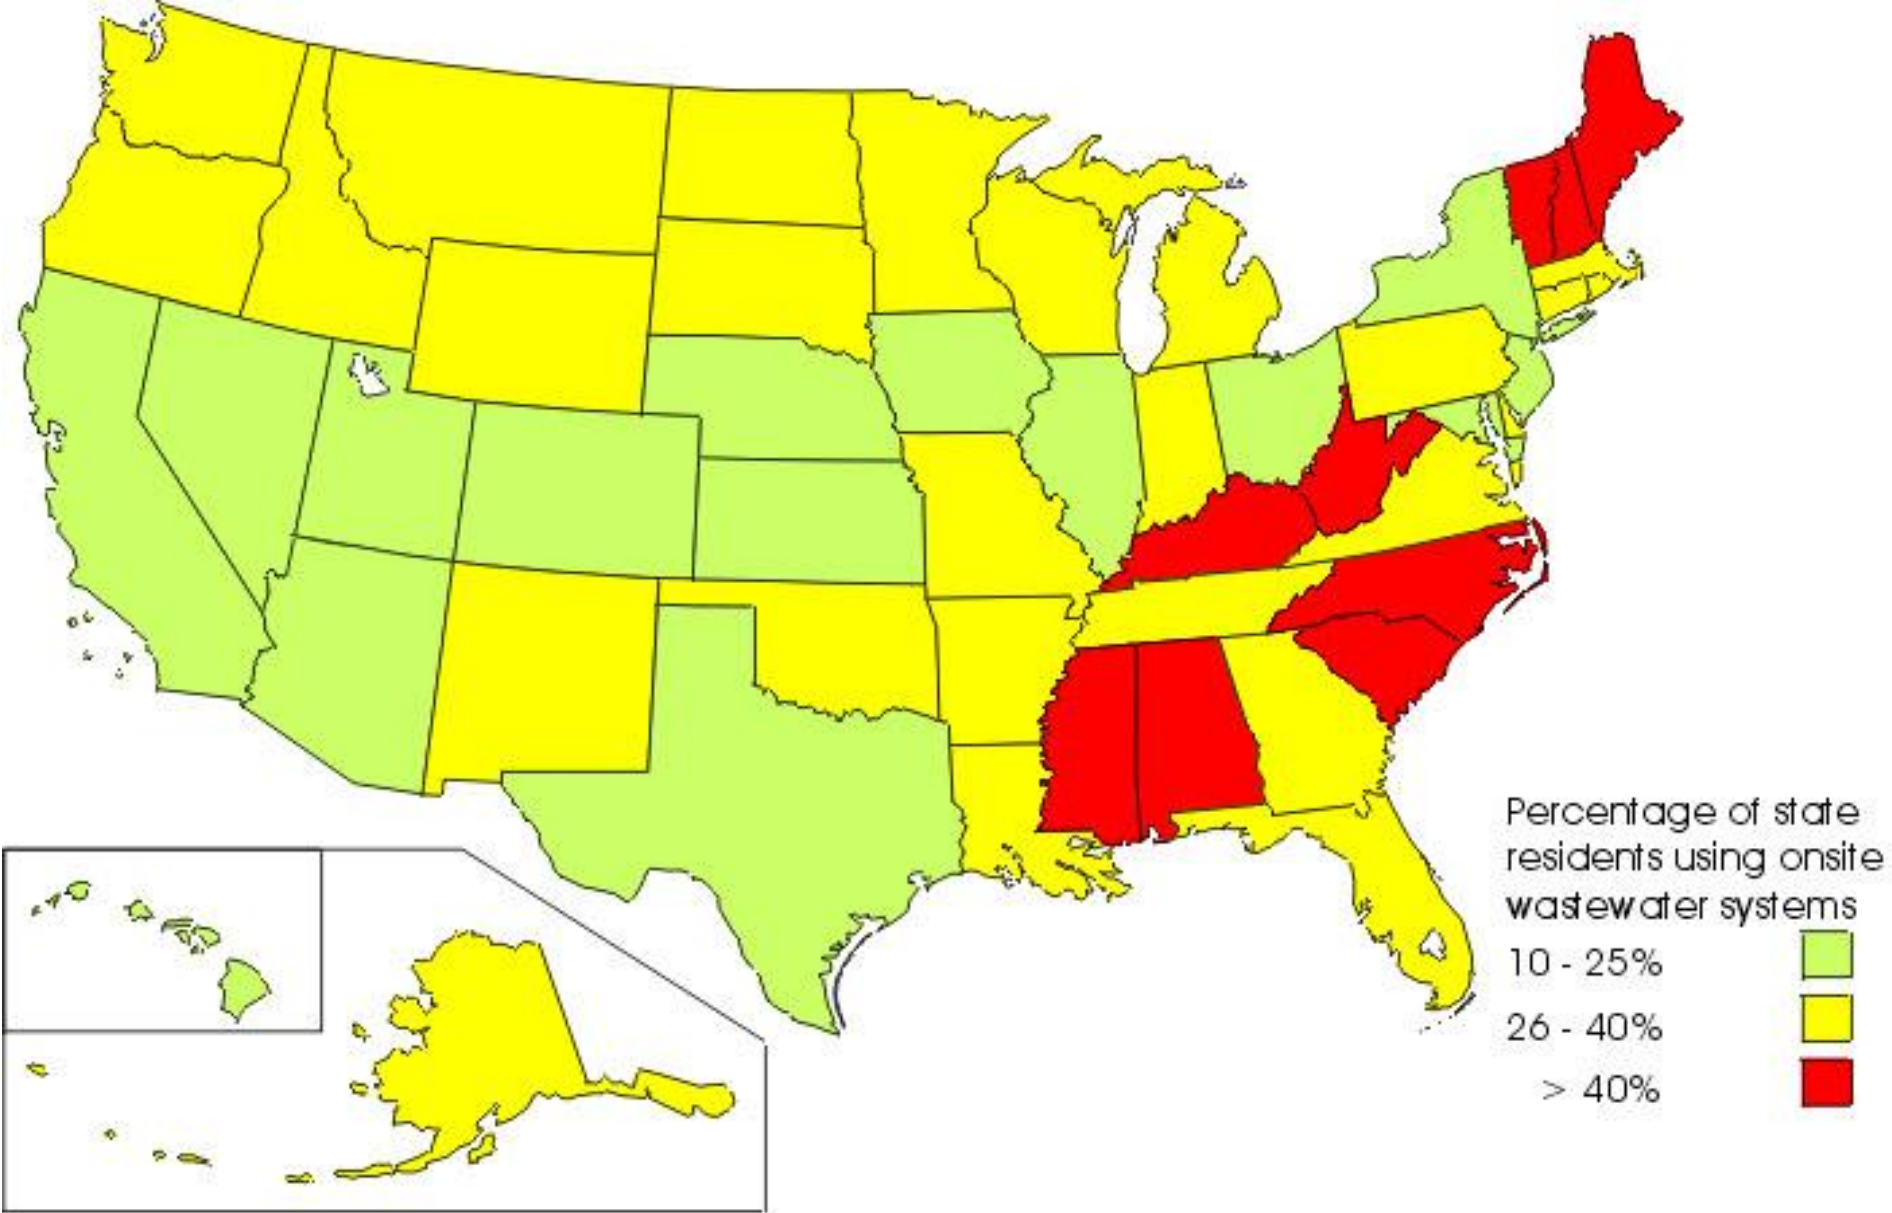 Percentage of state
residents using onsite
wastewater systems
10 - 25%
26 - 40%
> 40%